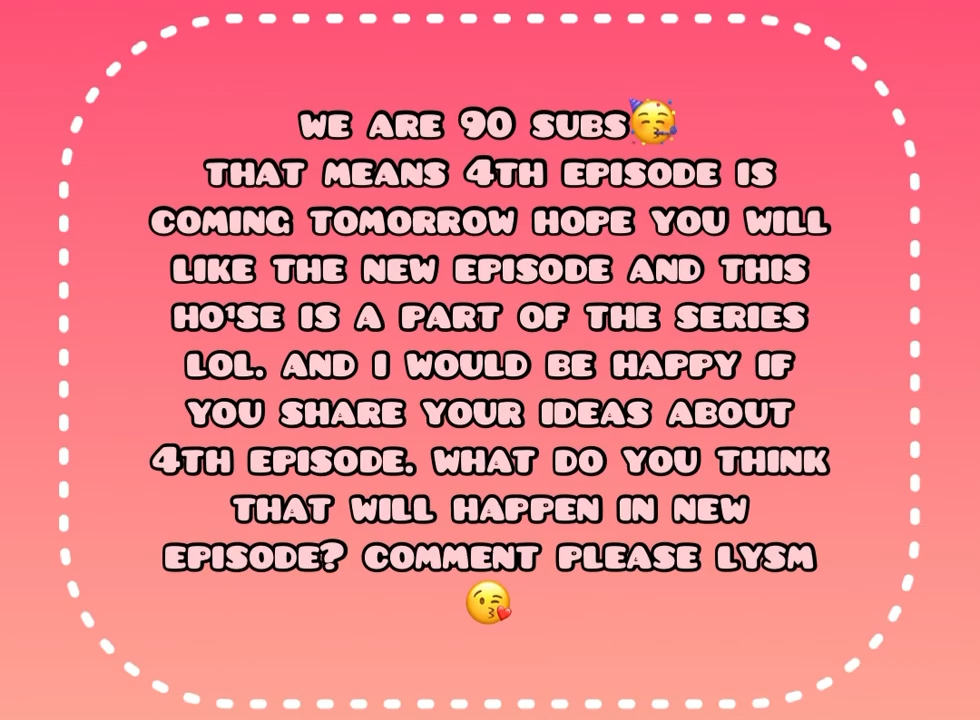 WE ARE 90 SUBS🥳
THAT MEANS 4TH EPISODE IS
COMING TOMORROW HOPE YOU WILL
LIKE THE NEW EPISODE AND THIS
HO¹SE IS A PART OF THE SERIES
LOL. AND I WOULD BE HAPPY IF
YOU SHARE YOUR IDEAS ABOUT
4TH EPISODE. WHAT DO YOU THINK
THAT WILL HAPPEN IN NEW
EPISODE? COMMENT PLEASE LYSM
😘